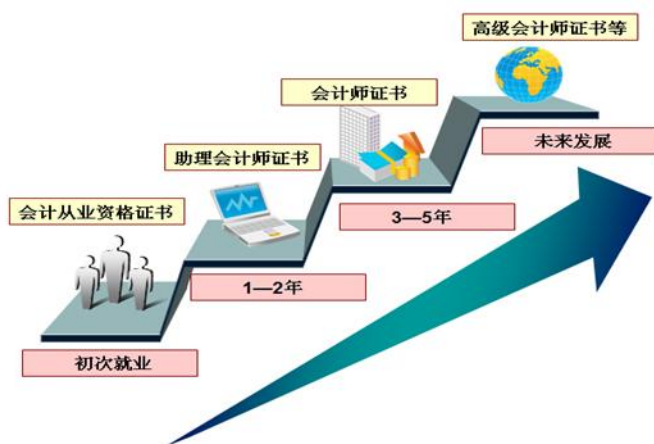 高级会计师证书等
会计师证书
未来发展
助理会计师证书
会计从业资格证书
3—5年
1—2年
初次就业